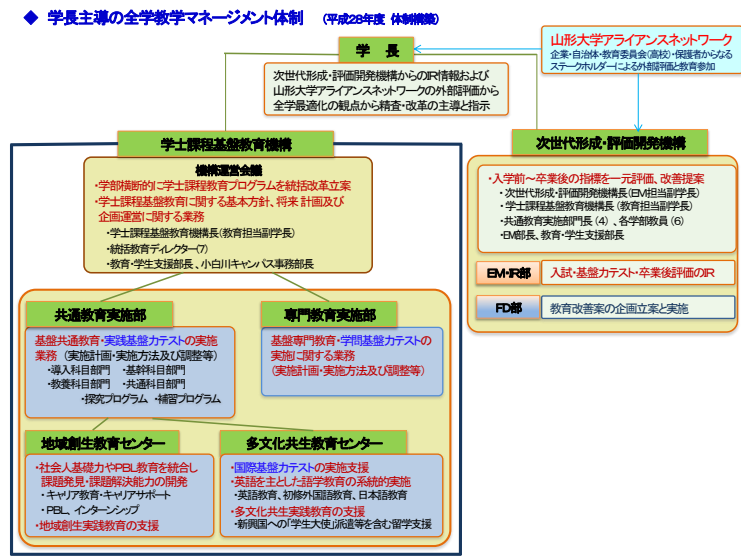 ◆ 学長主導の全学教学マネージメント体制 (平成28年度 体制構築)
山形大学アライアンスネットワーク
企業・自治体・教育委員会(高校)・保護者からなる
ステークホルダーによる外部評価と教育参加
学 長
次世代形成・評価開発機構からのIR情報および
山形大学アライアンスネットワークの外部評価から
全学最適化の観点から精査・改革の主導と指示
学士課程基盤教育機構
機構運営会議
・学部横断的に学士課程教育プログラムを統括改革立案
・学士課程基盤教育に関する基本方針、将来 計画及び
企画運営に関する業務
・学士課程基盤教育機構長(教育担当副学長)
・統括教育ディレクター(7)
・教育・学生支援部長、小白川キャンパス事務部長
次世代形成・評価開発機構
・入学前～卒業後の指標を一元評価、改善提案
・次世代形成・評価開発機構長(EM担当副学長)
・学士課程基盤教育機構長 (教育担当副学長)
・共通教育実施部門長 (4) 、各学部教員 (6)
・EM部長、教育・学生支援部長
EM・IR部
入試・基盤力テスト・卒業後評価のIR
FD部
教育改善案の企画立案と実施
共通教育実施部
基盤共通教育・実践基盤力テストの実施
業務 (実施計画・実施方法及び調整等)
・導入科目部門 ・基幹科目部門
・教養科目部門 ・共通科目部門
・探究プログラム ・補習プログラム
専門教育実施部
基盤専門教育・学問基盤力テストの
実施に関する業務
(実施計画・実施方法及び調整等)
地域創生教育センター
・社会人基礎力やPBL教育を統合し
課題発見・課題解決能力の開発
・キャリア教育・キャリアサポート
・PBL、インターンシップ
・地域創生実践教育の支援
多文化共生教育センター
・国際基盤力テストの実施支援
・英語を主とした語学教育の系統的実施
・英語教育、初修外国語教育、日本語教育
・多文化共生実践教育の支援
・新興国への「学生大使」派遣等を含む留学支援